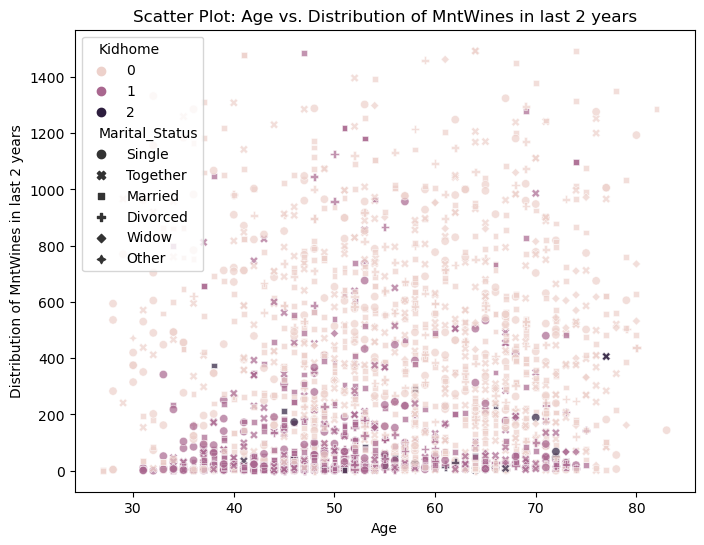 Scatter Plot: Age vs. Distribution of MntWines in last 2 years
Distribution of MntWines in last 2 years
1400
1200
1000
800
600
400
200
0
Kidhome
0
1
2
Marital_Status
Single
Together
Married
Divorced
Widow
Other
30 40 50 60 70 80
Age